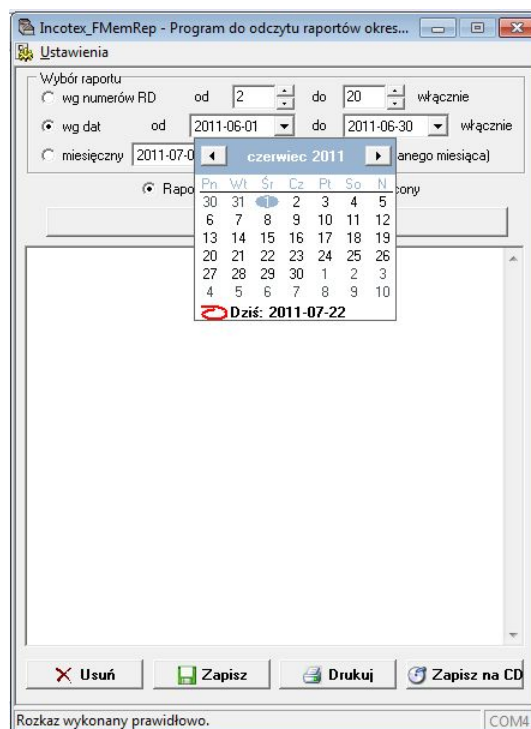 Incotex_FMemRep - Program do odczytu raportów okres...
Ustawienia
Wybór raportu
wg numerów RD od 2 do 20 włącznie
wg dat od 2011-06-01 do 2011-06-30 włącznie
miesięczny 2011-07-0 anego miesiąca)
Rapo cony
czerwiec 2011
Pn Wt Śr Cz Pt So N
30 31 1 2 3 4 5
6 7 8 9 10 11 12
13 14 15 16 17 18 19
20 21 22 23 24 25 26
27 28 29 30 1 2 3
4 5 6 7 8 9 10
Dziś: 2011-07-22
Usuń Zapisz Drukuj Zapisz na CD
Rozkaz wykonany prawidłowo. COM4